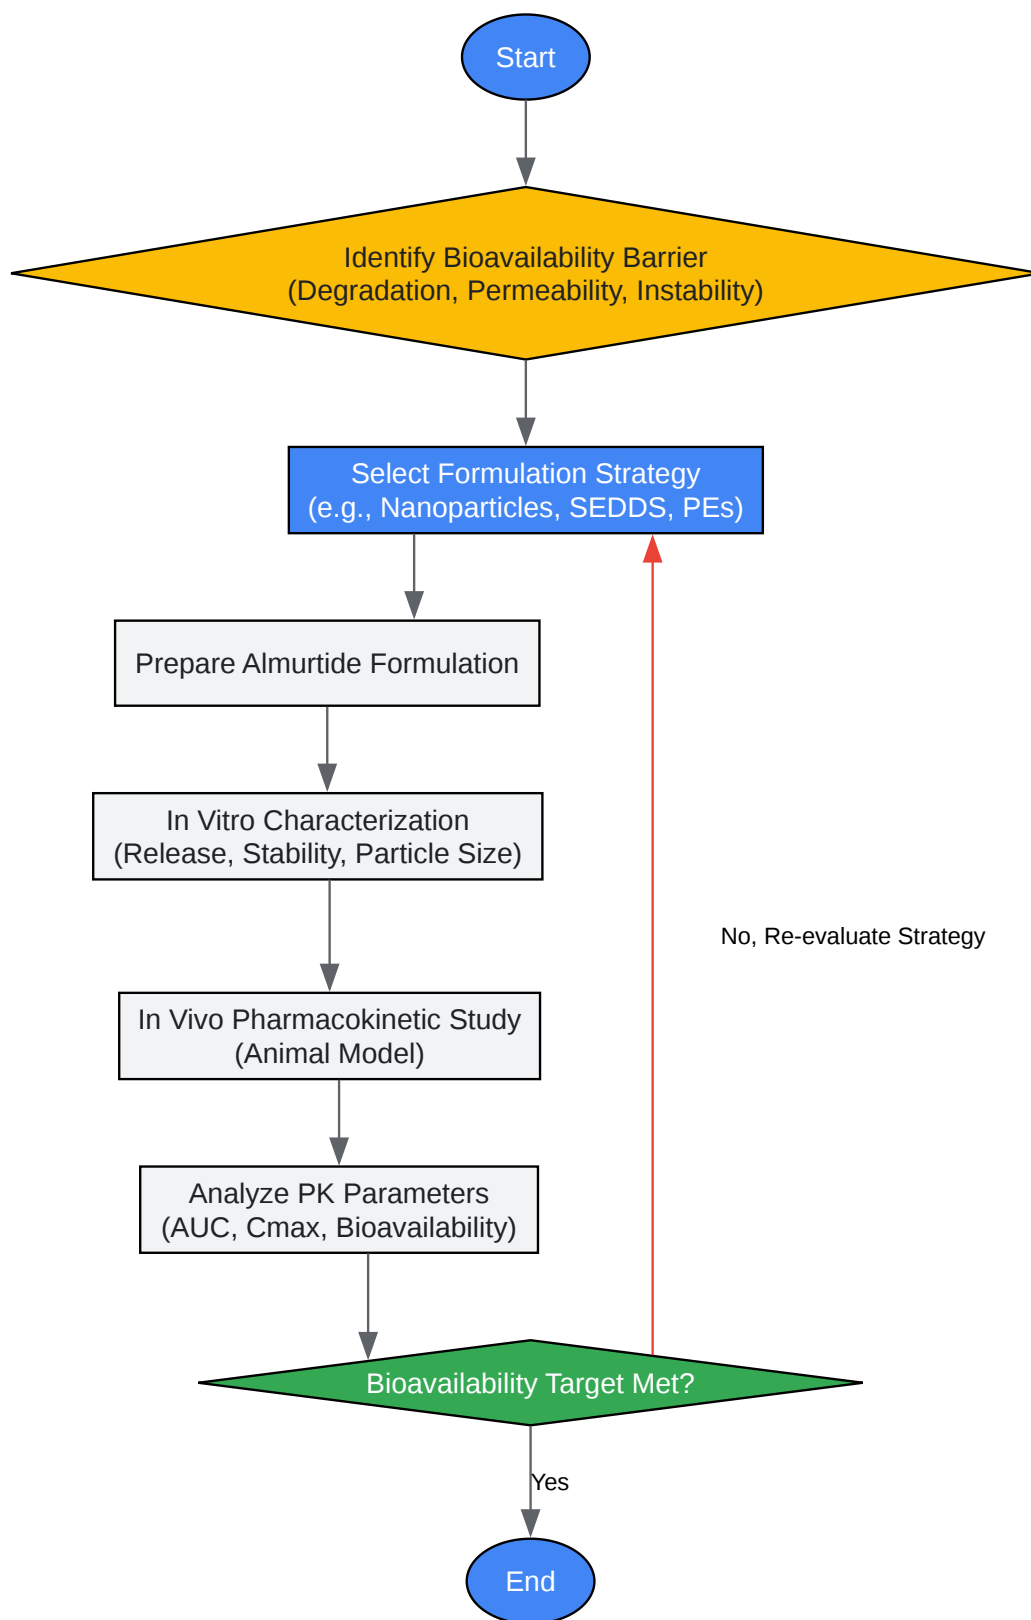 Start
Identify Bioavailability Barrier
(Degradation, Permeability, Instability)
Select Formulation Strategy
(e.g., Nanoparticles, SEDDS, PEs)
Prepare Almurtide Formulation
In Vitro Characterization
(Release, Stability, Particle Size)
No, Re-evaluate Strategy
In Vivo Pharmacokinetic Study
(Animal Model)
Analyze PK Parameters
(AUC, Cmax, Bioavailability)
Bioavailability Target Met?
Yes
End